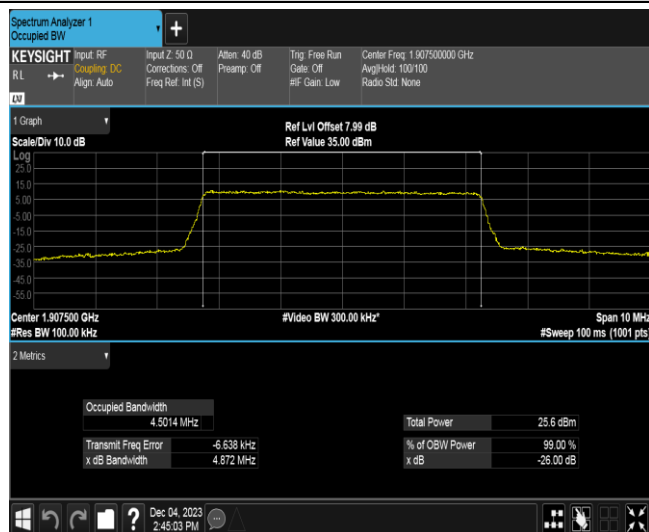 Spectrum Analyzer 1
Occupied BW
+
KEYSIGHT
RL
Input: RF
Coupling: DC
Align: Auto
Input Z: 50 Ω
Corrections: Off
Freq Ref: Int (S)
Atten: 40 dB
Preamp: Off
Trig: Free Run
Gate: Off
#IF Gain: Low
Center Freq: 1.907500000 GHz
Avg|Hold: 100/100
Radio Std: None
LXI
1 Graph
Scale/Div 10.0 dB
Ref Lvl Offset 7.99 dB
Ref Value 35.00 dBm
Log
25.0
15.0
5.00
-5.00
-15.0
-25.0
-35.0
-45.0
-55.0
Center 1.907500 GHz
#Res BW 100.00 kHz
#Video BW 300.00 kHz*
Span 10 MHz
#Sweep 100 ms (1001 pts)
2 Metrics
Occupied Bandwidth
4.5014 MHz
Transmit Freq Error -6.638 kHz
x dB Bandwidth 4.872 MHz
Total Power 25.6 dBm
% of OBW Power 99.00 %
x dB -26.00 dB
?
Dec 04, 2023
2:45:03 PM